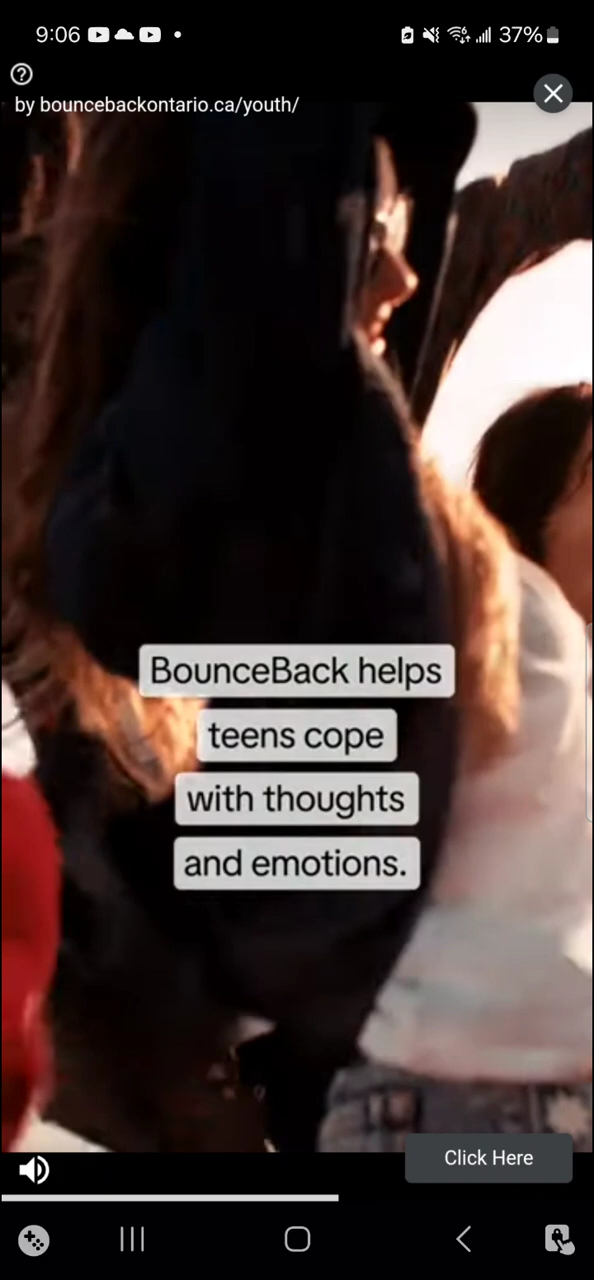 9:06
37%
by bouncebackontario.ca/youth/
BounceBack helps
teens cope
with thoughts
and emotions.
Click Here